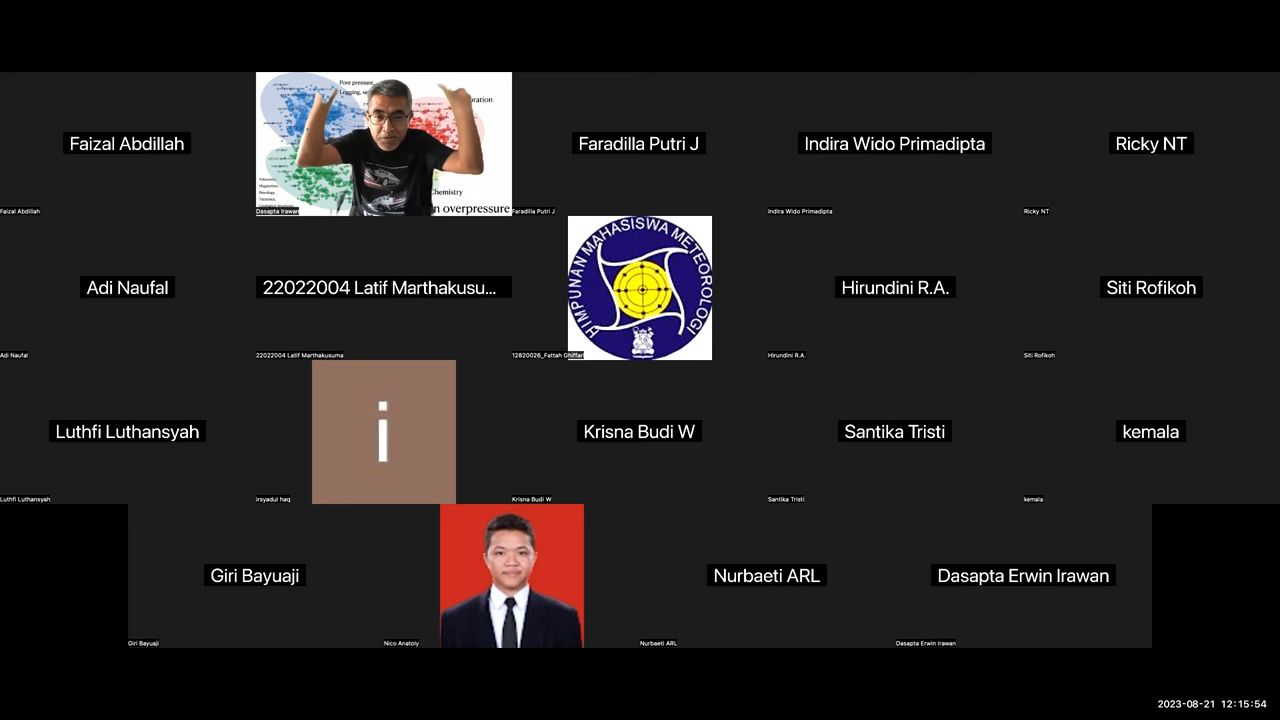 Faizal Abdillah
Faizal Abdillah
Pore pressure,
Logging, se
oration
Chemistry
n overpressure
Dasapta Irawan
Faradilla Putri J
Faradilla Putri J
Indira Wido Primadipta
Indira Wido Primadipta
Ricky NT
Ricky NT
Adi Naufal
Adi Naufal
22022004 Latif Marthakusu...
22022004 Latif Marthakusuma
HIMPUNAN MAHASISWA METEOROLOGI
12820026_Fattah Ghiffari
Hirundini R.A.
Hirundini R.A.
Siti Rofikoh
Siti Rofikoh
Luthfi Luthansyah
Luthfi Luthansyah
i
irsyadul haq
Krisna Budi W
Krisna Budi W
Santika Tristi
Santika Tristi
kemala
kemala
Giri Bayuaji
Giri Bayuaji
Nico Anatoly
Nurbaeti ARL
Nurbaeti ARL
Dasapta Erwin Irawan
Dasapta Erwin Irawan
2023-08-21 12:15:54